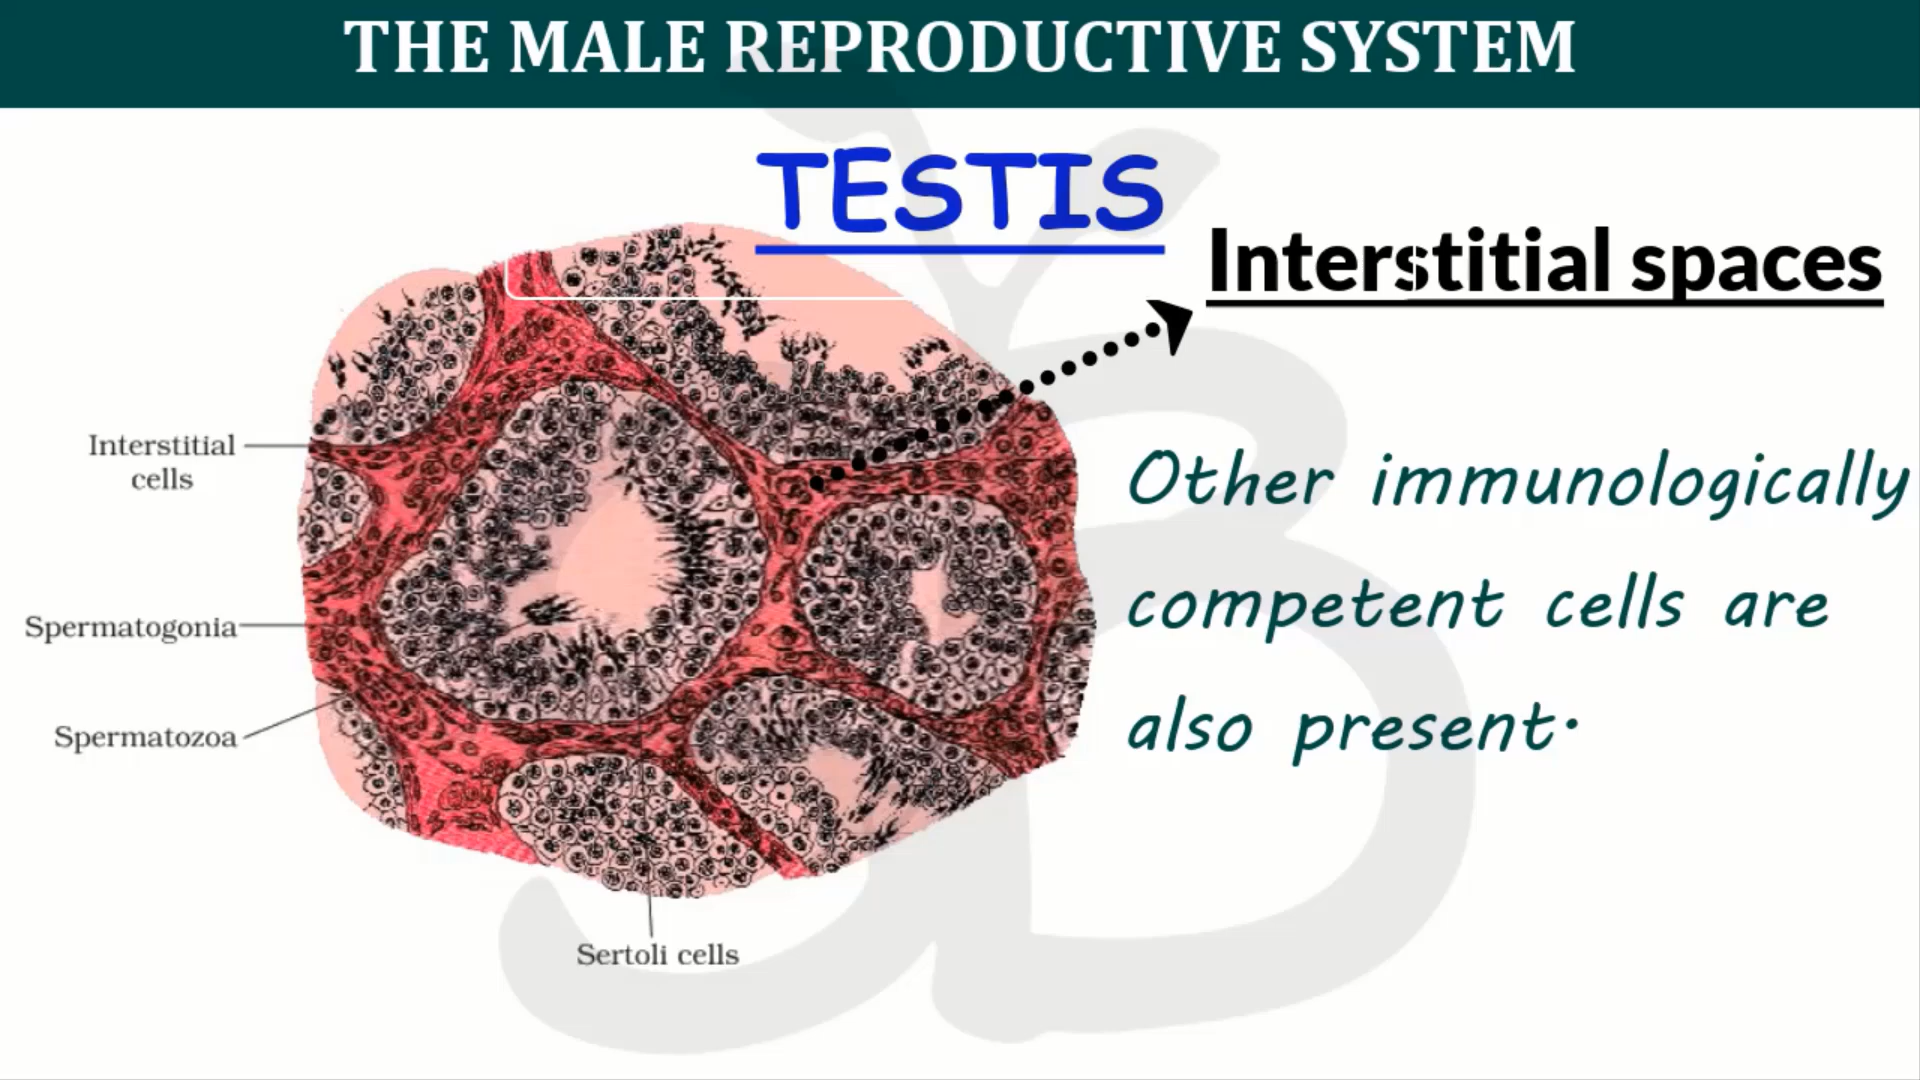 THE MALE REPRODUCTIVE SYSTEM
TESTIS
Interstitial spaces
Interstitial
cells
Spermatogonia
Spermatozoa
Sertoli cells
Other immunologically
competent cells are
also present.